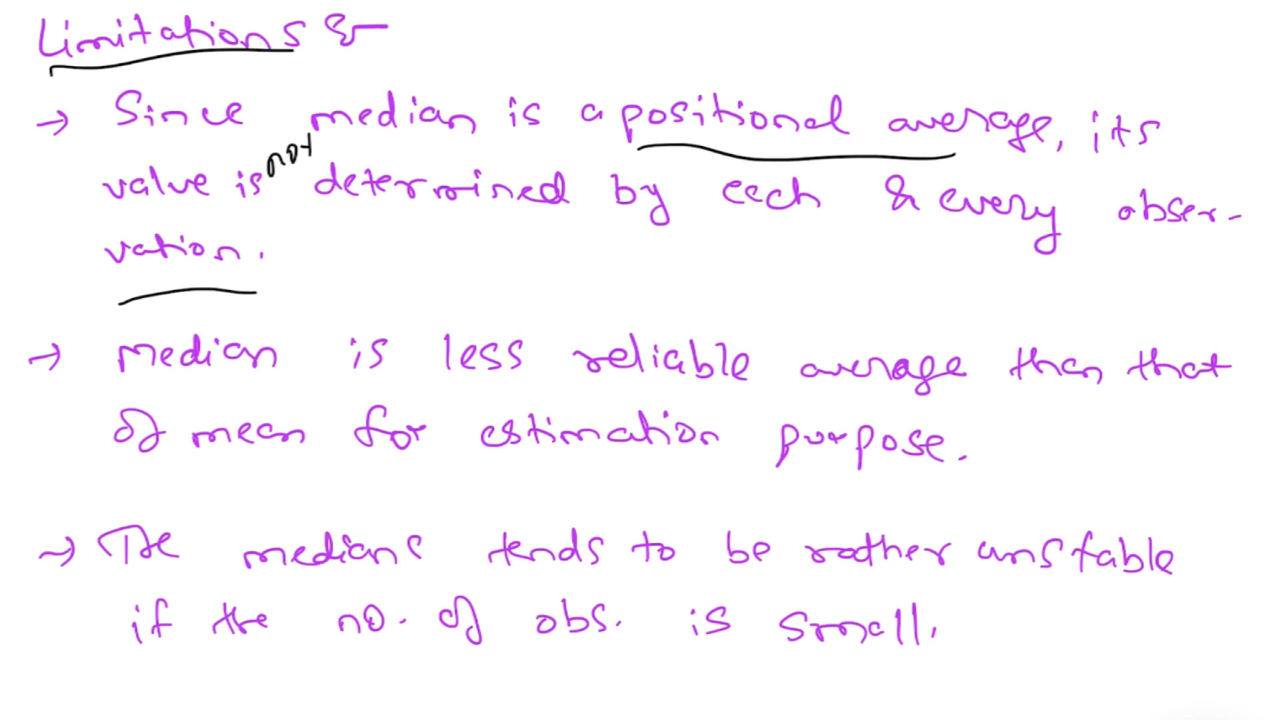 Limitations :-
→ Since median is a positional average, its
value is not determined by each & every obser-
vation.
→ Median is less reliable average than that
of mean for estimation purpose.
→ The medians tends to be rather unstable
if the no. of obs. is small.